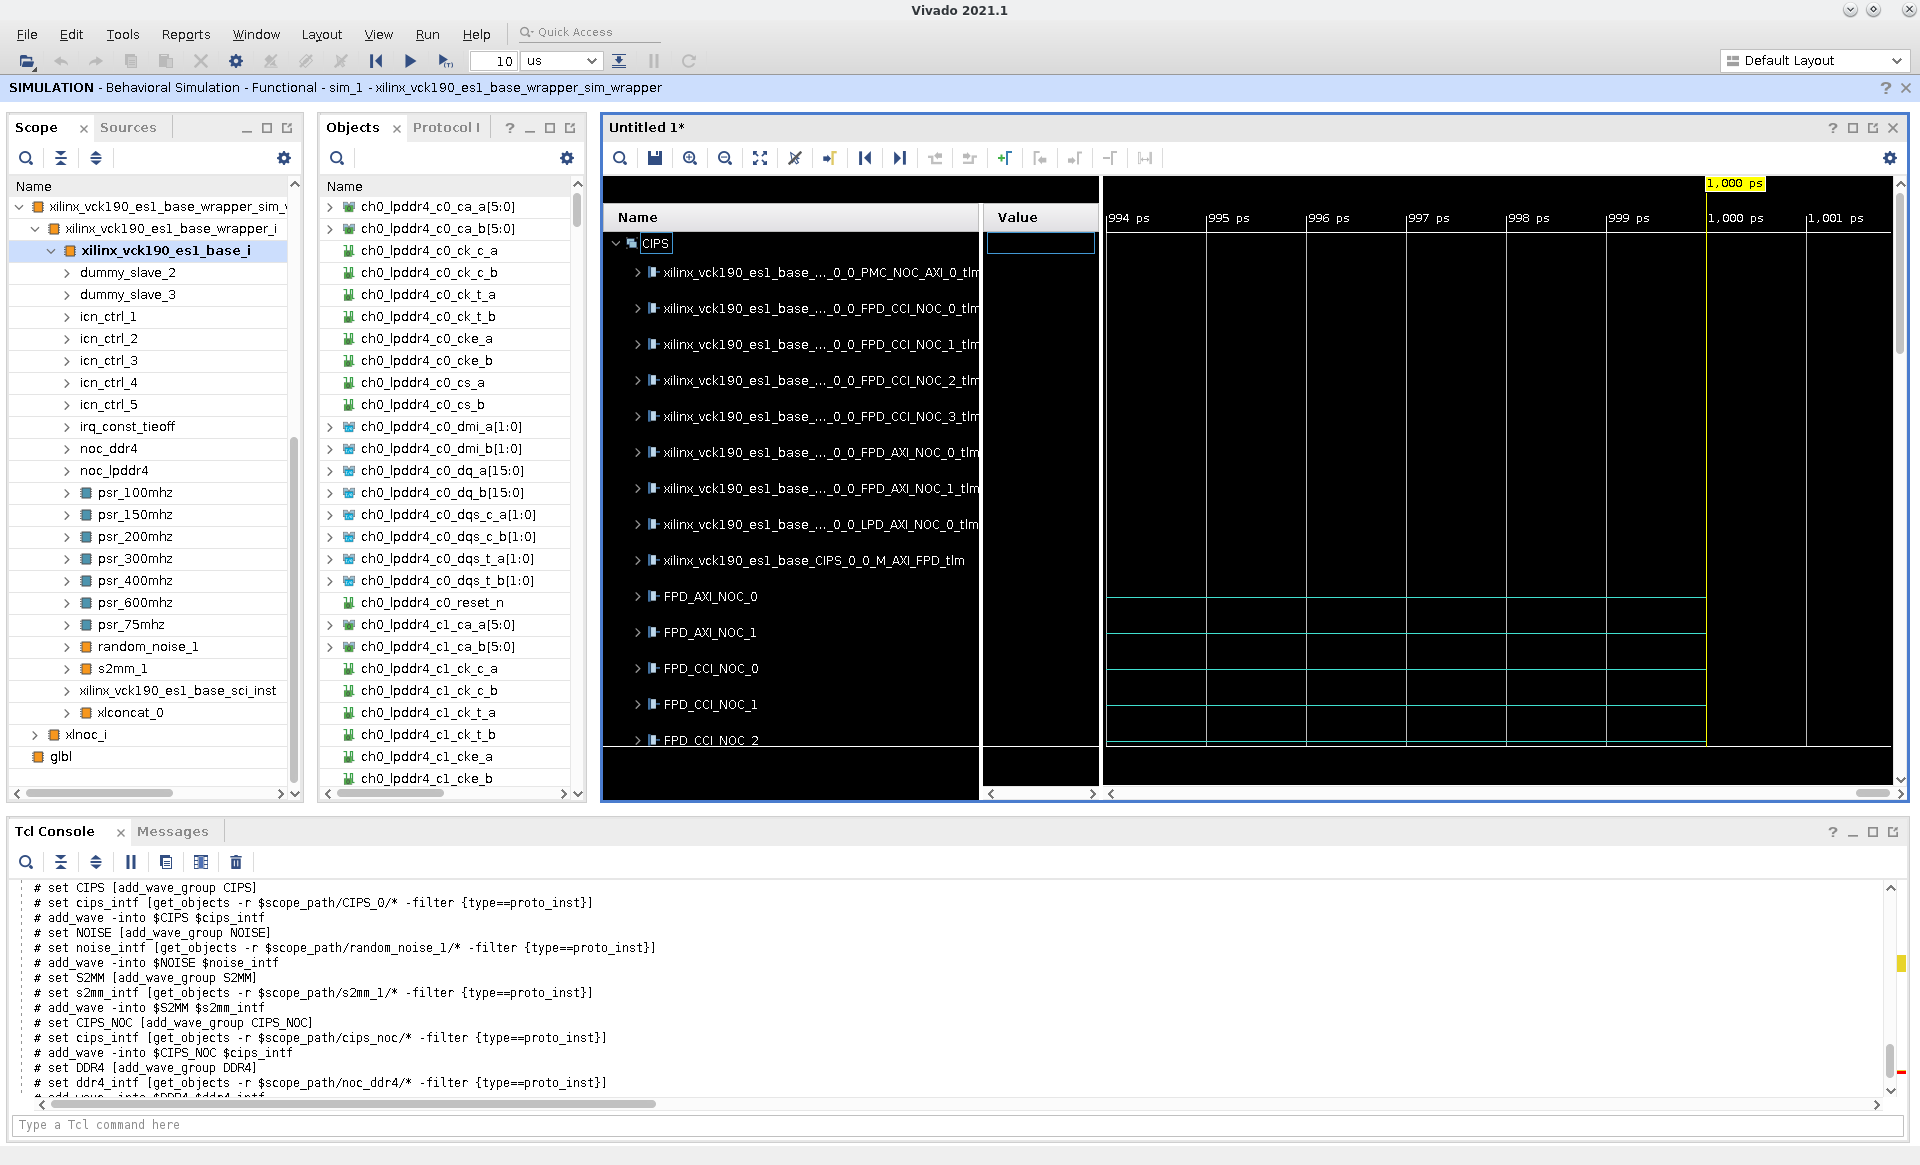 Vivado 2021.1
File Edit Tools Reports Window Layout View Run Help Quick Access
10 us Default Layout
SIMULATION - Behavioral Simulation - Functional - sim_1 - xilinx_vck190_es1_base_wrapper_sim_wrapper
Scope Sources
Name
xilinx_vck190_es1_base_wrapper_sim_
xilinx_vck190_es1_base_wrapper_i
xilinx_vck190_es1_base_i
dummy_slave_2
dummy_slave_3
icn_ctrl_1
icn_ctrl_2
icn_ctrl_3
icn_ctrl_4
icn_ctrl_5
irq_const_tieoff
noc_ddr4
noc_lpddr4
psr_100mhz
psr_150mhz
psr_200mhz
psr_300mhz
psr_400mhz
psr_600mhz
psr_75mhz
random_noise_1
s2mm_1
xilinx_vck190_es1_base_sci_inst
xlconcat_0
xlnoc_i
glbl
Objects Protocol I
Name
ch0_lpddr4_c0_ca_a[5:0]
ch0_lpddr4_c0_ca_b[5:0]
ch0_lpddr4_c0_ck_c_a
ch0_lpddr4_c0_ck_c_b
ch0_lpddr4_c0_ck_t_a
ch0_lpddr4_c0_ck_t_b
ch0_lpddr4_c0_cke_a
ch0_lpddr4_c0_cke_b
ch0_lpddr4_c0_cs_a
ch0_lpddr4_c0_cs_b
ch0_lpddr4_c0_dmi_a[1:0]
ch0_lpddr4_c0_dmi_b[1:0]
ch0_lpddr4_c0_dq_a[15:0]
ch0_lpddr4_c0_dq_b[15:0]
ch0_lpddr4_c0_dqs_c_a[1:0]
ch0_lpddr4_c0_dqs_c_b[1:0]
ch0_lpddr4_c0_dqs_t_a[1:0]
ch0_lpddr4_c0_dqs_t_b[1:0]
ch0_lpddr4_c0_reset_n
ch0_lpddr4_c1_ca_a[5:0]
ch0_lpddr4_c1_ca_b[5:0]
ch0_lpddr4_c1_ck_c_a
ch0_lpddr4_c1_ck_c_b
ch0_lpddr4_c1_ck_t_a
ch0_lpddr4_c1_ck_t_b
ch0_lpddr4_c1_cke_a
ch0_lpddr4_c1_cke_b
Untitled 1*
1,000 ps
Name Value 994 ps 995 ps 996 ps 997 ps 998 ps 999 ps 1,000 ps 1,001 ps
CIPS
xilinx_vck190_es1_base_..._0_0_PMC_NOC_AXI_0_tlm
xilinx_vck190_es1_base_..._0_0_FPD_CCI_NOC_0_tlm
xilinx_vck190_es1_base_..._0_0_FPD_CCI_NOC_1_tlm
xilinx_vck190_es1_base_..._0_0_FPD_CCI_NOC_2_tlm
xilinx_vck190_es1_base_..._0_0_FPD_CCI_NOC_3_tlm
xilinx_vck190_es1_base_..._0_0_FPD_AXI_NOC_0_tlm
xilinx_vck190_es1_base_..._0_0_FPD_AXI_NOC_1_tlm
xilinx_vck190_es1_base_..._0_0_LPD_AXI_NOC_0_tlm
xilinx_vck190_es1_base_CIPS_0_0_M_AXI_FPD_tlm
FPD_AXI_NOC_0
FPD_AXI_NOC_1
FPD_CCI_NOC_0
FPD_CCI_NOC_1
FPD_CCI_NOC_2
Tcl Console Messages
# set CIPS [add_wave_group CIPS]
# set cips_intf [get_objects -r $scope_path/CIPS_0/* -filter {type==proto_inst}]
# add_wave -into $CIPS $cips_intf
# set NOISE [add_wave_group NOISE]
# set noise_intf [get_objects -r $scope_path/random_noise_1/* -filter {type==proto_inst}]
# add_wave -into $NOISE $noise_intf
# set S2MM [add_wave_group S2MM]
# set s2mm_intf [get_objects -r $scope_path/s2mm_1/* -filter {type==proto_inst}]
# add_wave -into $S2MM $s2mm_intf
# set CIPS_NOC [add_wave_group CIPS_NOC]
# set cips_intf [get_objects -r $scope_path/cips_noc/* -filter {type==proto_inst}]
# add_wave -into $CIPS_NOC $cips_intf
# set DDR4 [add_wave_group DDR4]
# set ddr4_intf [get_objects -r $scope_path/noc_ddr4/* -filter {type==proto_inst}]
# add_wave -into $DDR4 $ddr4_intf
Type a Tcl command here